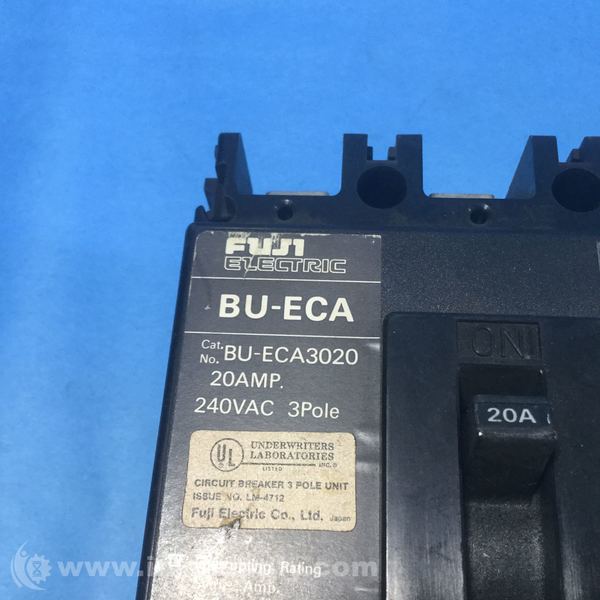 FUJI
ELECTRIC
BU-ECA
Cat. No. BU-ECA3020
20AMP.
240VAC 3Pole
UL
UNDERWRITERS
LABORATORIES
INC.®
LISTED
CIRCUIT BREAKER 3 POLE UNIT
ISSUE NO. LM-4712
Fuji Electric Co., Ltd. Japan
Rating
Amp.
ON
20A